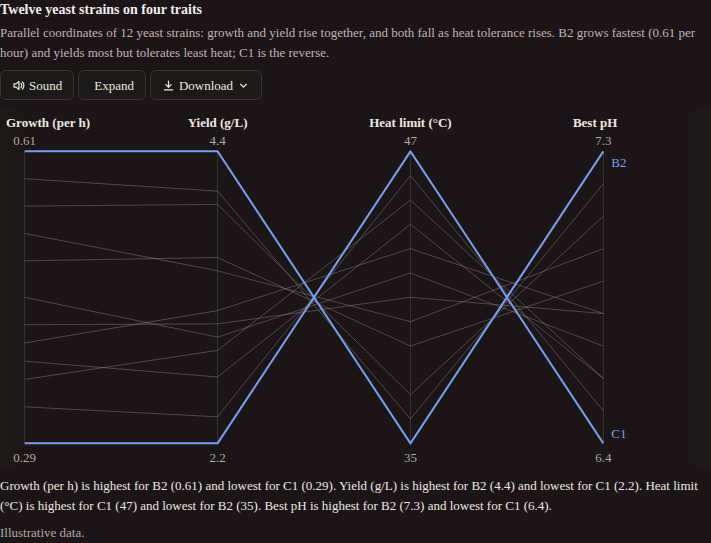 Twelve yeast strains on four traits
Parallel coordinates of 12 yeast strains: growth and yield rise together, and both fall as heat tolerance rises. B2 grows fastest (0.61 per
hour) and yields most but tolerates least heat; C1 is the reverse.
Sound Expand Download
Growth (per h) Yield (g/L) Heat limit (°C) Best pH
0.61 4.4 47 7.3
B2
C1
0.29 2.2 35 6.4
Growth (per h) is highest for B2 (0.61) and lowest for C1 (0.29). Yield (g/L) is highest for B2 (4.4) and lowest for C1 (2.2). Heat limit
(°C) is highest for C1 (47) and lowest for B2 (35). Best pH is highest for B2 (7.3) and lowest for C1 (6.4).
Illustrative data.